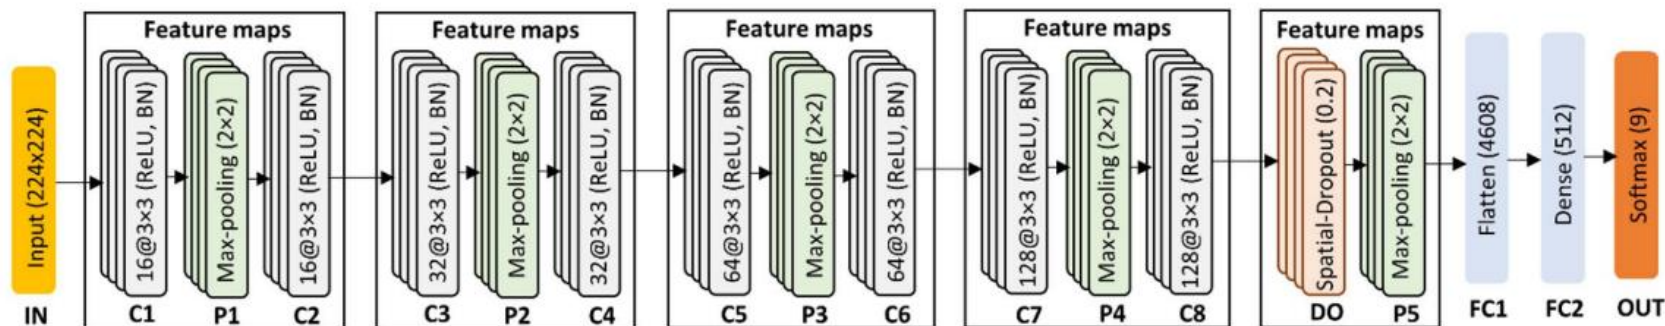 Feature maps
Feature maps
Feature maps
Feature maps
Feature maps
Input (224x224)
16@3×3 (ReLU, BN)
Max-pooling (2×2)
16@3×3 (ReLU, BN)
32@3×3 (ReLU, BN)
Max-pooling (2×2)
32@3×3 (ReLU, BN)
64@3×3 (ReLU, BN)
Max-pooling (2×2)
64@3×3 (ReLU, BN)
128@3×3 (ReLU, BN)
Max-pooling (2×2)
128@3×3 (ReLU, BN)
Spatial-Dropout (0.2)
Max-pooling (2×2)
Flatten (4608)
Dense (512)
Softmax (9)
IN
C1
P1
C2
C3
P2
C4
C5
P3
C6
C7
P4
C8
DO
P5
FC1
FC2
OUT